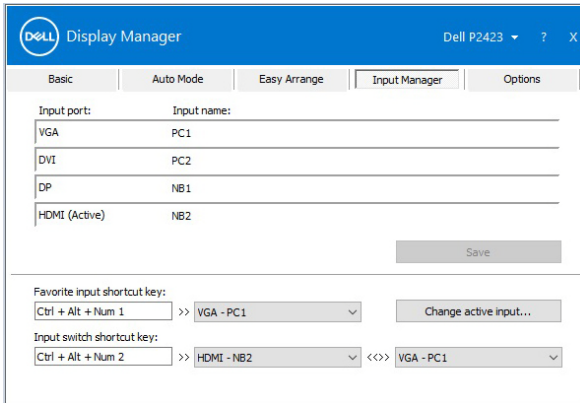 DELL Display Manager Dell P2423 ? X
Basic Auto Mode Easy Arrange Input Manager Options
Input port: Input name:
VGA PC1
DVI PC2
DP NB1
HDMI (Active) NB2
Save
Favorite input shortcut key:
Ctrl + Alt + Num 1 >> VGA - PC1 Change active input...
Input switch shortcut key:
Ctrl + Alt + Num 2 >> HDMI - NB2 <<>> VGA - PC1